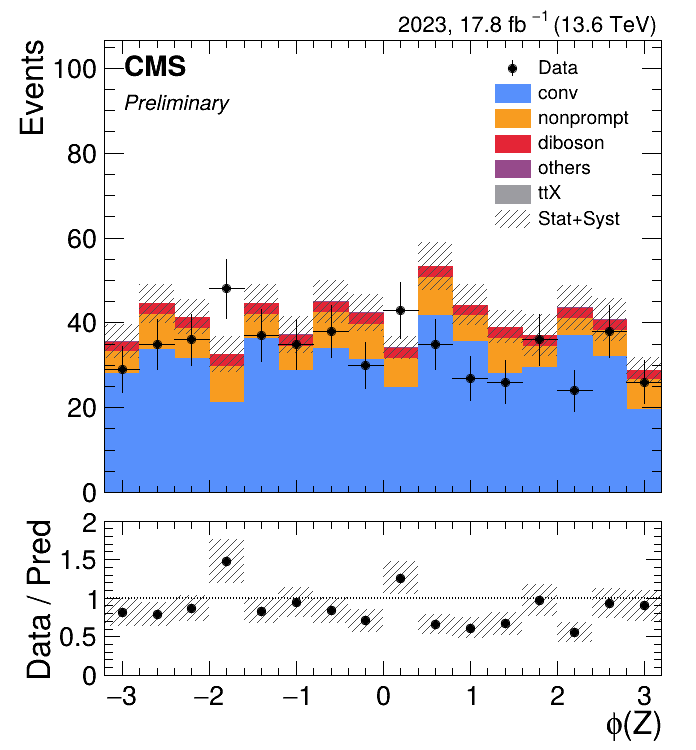 2023, 17.8 fb⁻¹ (13.6 TeV)
Events
CMS
Preliminary
Data
conv
nonprompt
diboson
others
ttX
Stat+Syst
100
80
60
40
20
0
Data / Pred
2
1.5
1
0.5
0
−3 −2 −1 0 1 2 3
ϕ(Z)